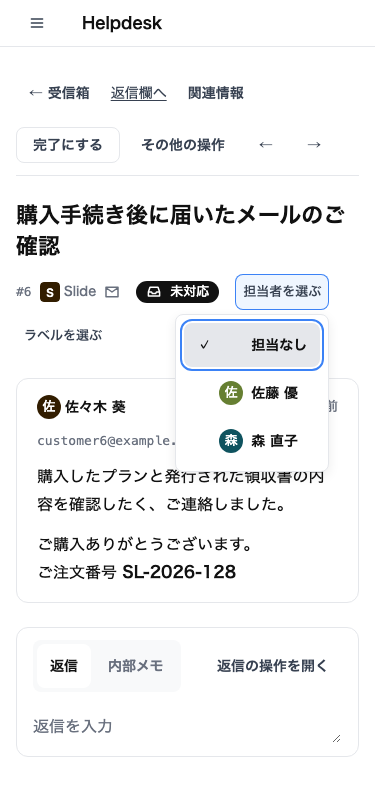 Helpdesk
← 受信箱 返信欄へ 関連情報
完了にする その他の操作 ← →
購入手続き後に届いたメールのご
確認
#6 S Slide 未対応 担当者を選ぶ
ラベルを選ぶ
✓ 担当なし
佐 佐藤 優
森 森 直子
佐 佐々木 葵 前
customer6@example.
購入したプランと発行された領収書の内
容を確認したく、ご連絡しました。
ご購入ありがとうございます。
ご注文番号 SL-2026-128
返信 内部メモ 返信の操作を開く
返信を入力